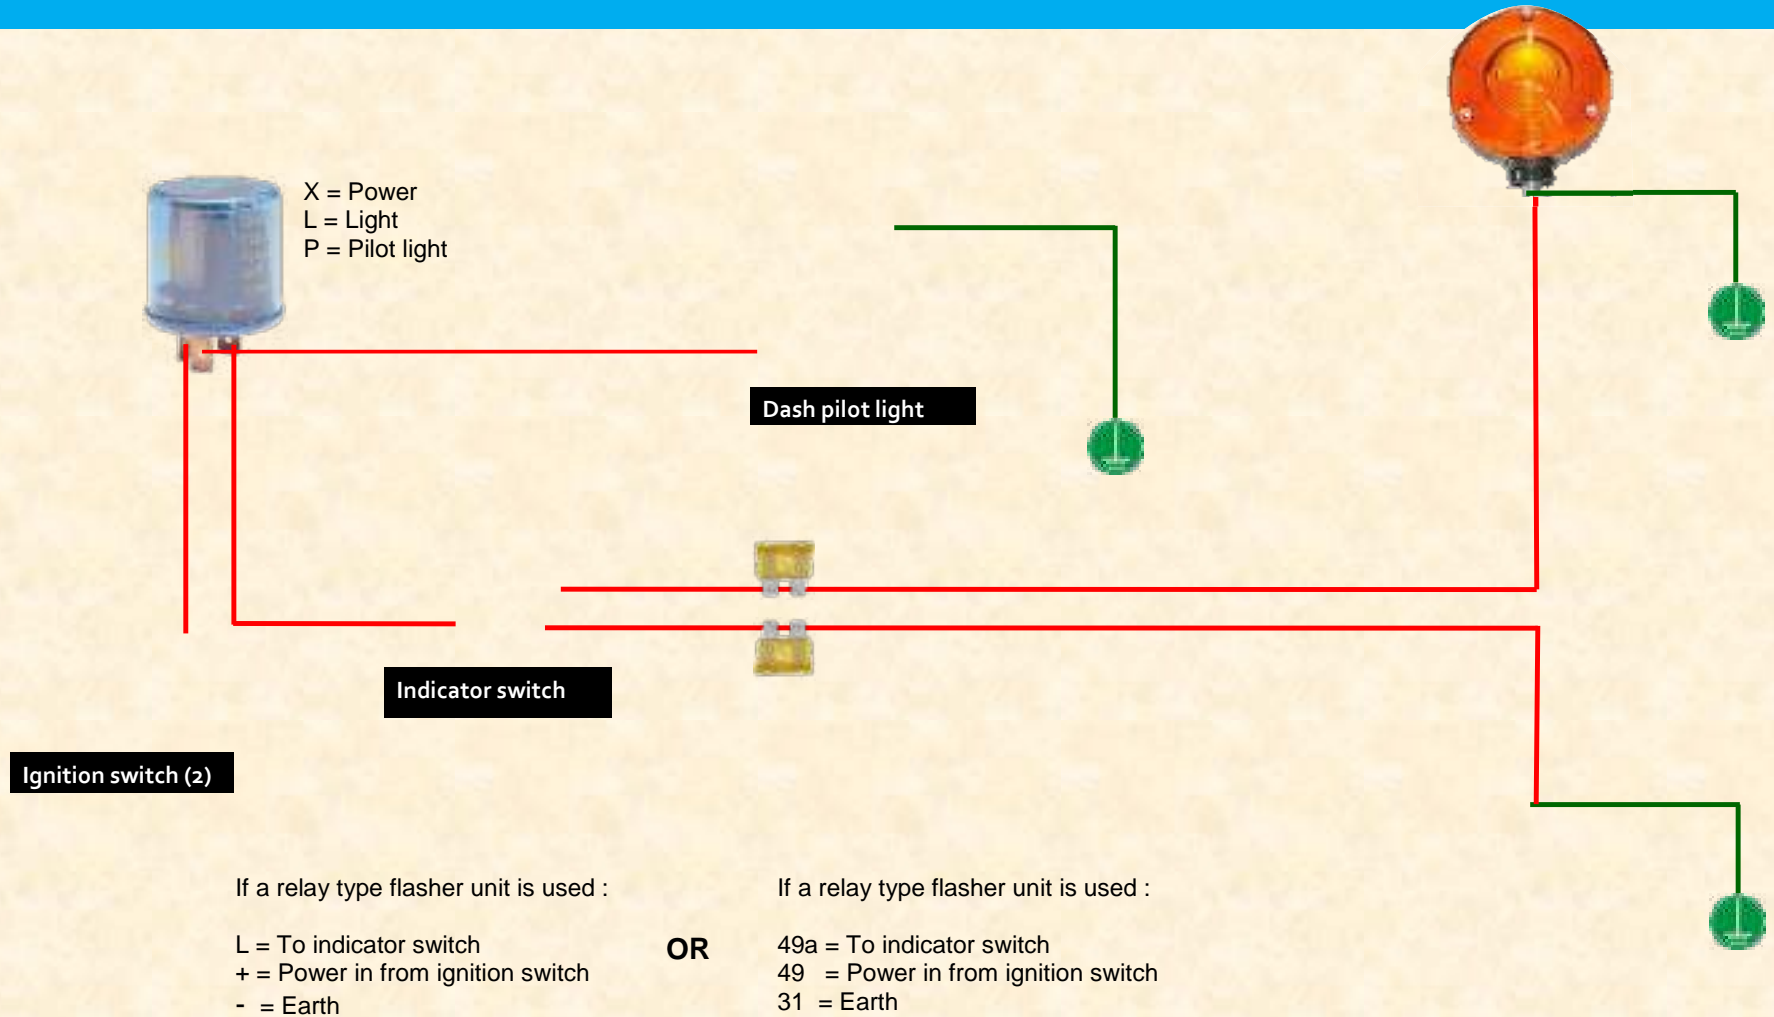 X = Power
L = Light
P = Pilot light
Dash pilot light
Indicator switch
Ignition switch (2)
If a relay type flasher unit is used :
L = To indicator switch
+ = Power in from ignition switch
- = Earth
OR
If a relay type flasher unit is used :
49a = To indicator switch
49 = Power in from ignition switch
31 = Earth